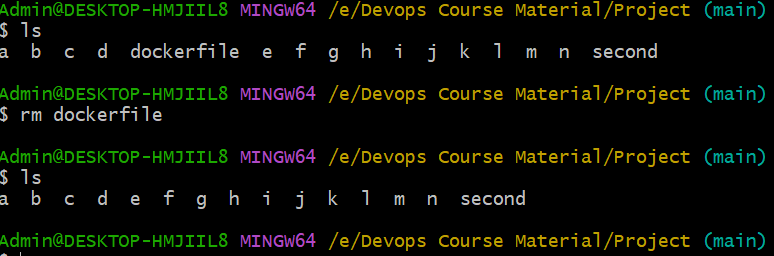 Admin@DESKTOP-HMJIIL8 MINGW64 /e/Devops Course Material/Project (main)
$ ls
a  b  c  d  dockerfile  e  f  g  h  i  j  k  l  m  n  second
Admin@DESKTOP-HMJIIL8 MINGW64 /e/Devops Course Material/Project (main)
$ rm dockerfile
Admin@DESKTOP-HMJIIL8 MINGW64 /e/Devops Course Material/Project (main)
$ ls
a  b  c  d  e  f  g  h  i  j  k  l  m  n  second
Admin@DESKTOP-HMJIIL8 MINGW64 /e/Devops Course Material/Project (main)
$